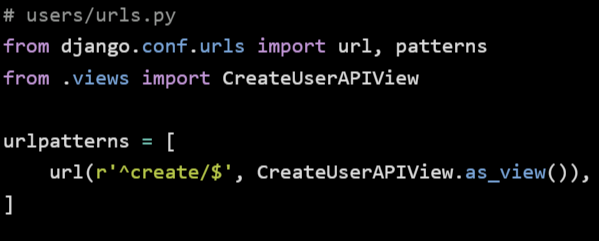 # users/urls.py
from django.conf.urls import url, patterns
from .views import CreateUserAPIView
urlpatterns = [
    url(r'^create/$', CreateUserAPIView.as_view()),
]